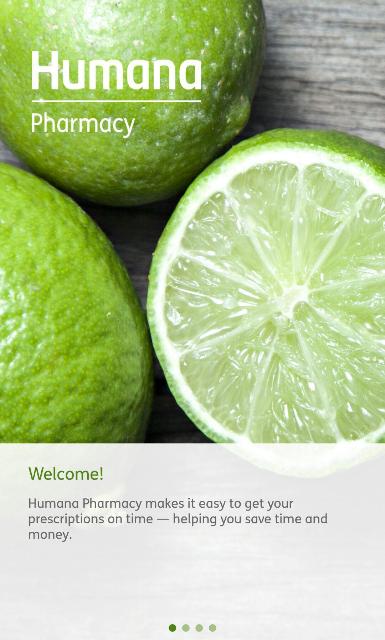 Humana
Pharmacy
Welcome!
Humana Pharmacy makes it easy to get your
prescriptions on time — helping you save time and
money.